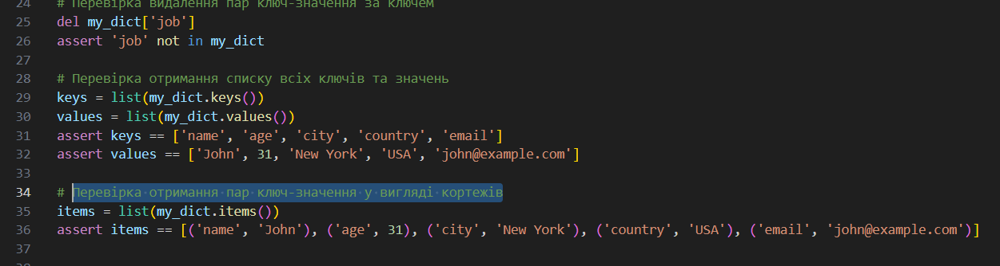 24 # Перевірка видалення пар ключ-значення за ключем
25 del my_dict['job']
26 assert 'job' not in my_dict
27
28 # Перевірка отримання списку всіх ключів та значень
29 keys = list(my_dict.keys())
30 values = list(my_dict.values())
31 assert keys == ['name', 'age', 'city', 'country', 'email']
32 assert values == ['John', 31, 'New York', 'USA', 'john@example.com']
33
34 # Перевірка отримання пар ключ-значення у вигляді кортежів
35 items = list(my_dict.items())
36 assert items == [('name', 'John'), ('age', 31), ('city', 'New York'), ('country', 'USA'), ('email', 'john@example.com')]
37